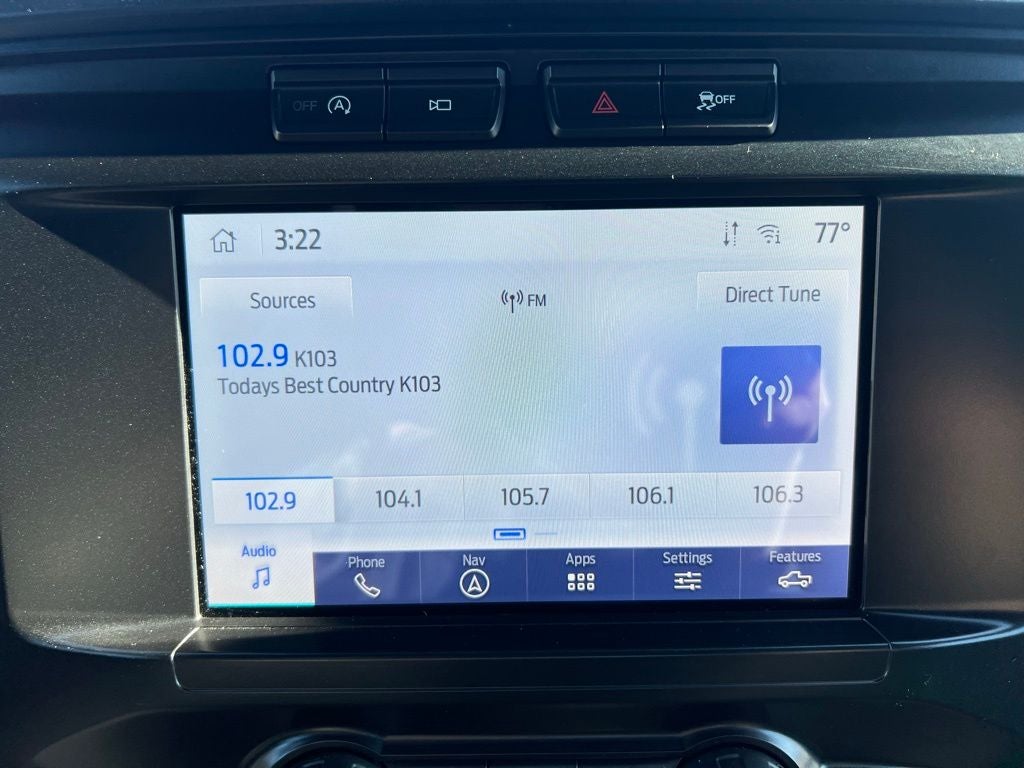 OFF A
OFF
3:22 77°
Sources FM Direct Tune
102.9 K103
Todays Best Country K103
102.9 104.1 105.7 106.1 106.3
Audio Phone Nav Apps Settings Features